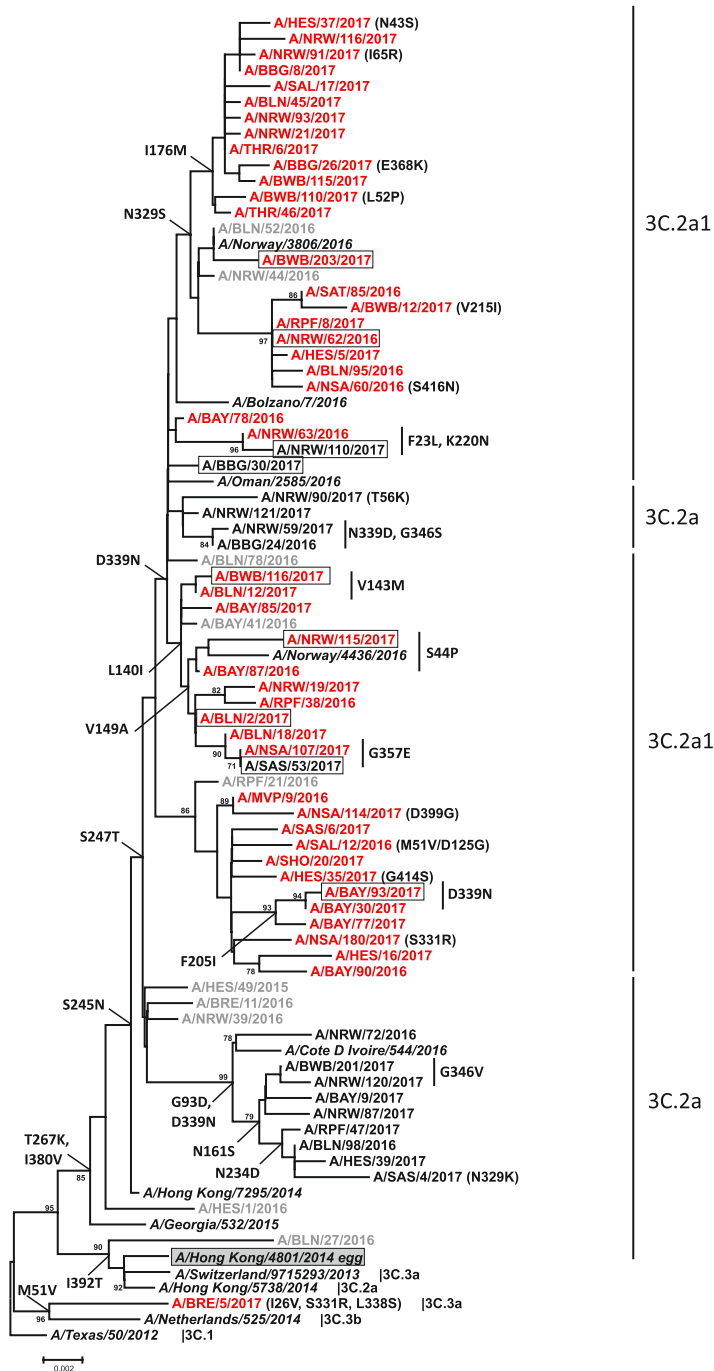 A/HES/37/2017 (N43S)
A/NRW/116/2017
A/NRW/91/2017 (I65R)
A/BBG/8/2017
A/SAL/17/2017
A/BLN/45/2017
A/NRW/93/2017
A/NRW/21/2017
A/THR/6/2017
I176M
A/BBG/26/2017 (E368K)
A/BWB/115/2017
A/BWB/110/2017 (L52P)
A/THR/46/2017
N329S
3C.2a1
A/BLN/52/2016
A/Norway/3806/2016
A/BWB/203/2017
A/NRW/44/2016
86
A/SAT/85/2016
A/BWB/12/2017 (V215I)
A/RPF/8/2017
97
A/NRW/62/2016
A/HES/5/2017
A/BLN/95/2016
A/NSA/60/2016 (S416N)
A/Bolzano/7/2016
A/BAY/78/2016
A/NRW/63/2016
F23L, K220N
96
A/NRW/110/2017
A/BBG/30/2017
A/Oman/2585/2016
A/NRW/90/2017 (T56K)
A/NRW/121/2017
3C.2a
A/NRW/59/2017
N339D, G346S
84
A/BBG/24/2016
D339N
A/BLN/78/2016
A/BWB/116/2017
V143M
A/BLN/12/2017
A/BAY/85/2017
A/BAY/41/2016
A/NRW/115/2017
S44P
A/Norway/4436/2016
L140I
A/BAY/87/2016
82
A/NRW/19/2017
A/RPF/38/2016
A/BLN/2/2017
V149A
A/BLN/18/2017
3C.2a1
90
A/NSA/107/2017
G357E
71
A/SAS/53/2017
A/RPF/21/2016
86
89
A/MVP/9/2016
A/NSA/114/2017 (D399G)
A/SAS/6/2017
S247T
A/SAL/12/2016 (M51V/D125G)
A/SHO/20/2017
A/HES/35/2017 (G414S)
94
A/BAY/93/2017
D339N
93
A/BAY/30/2017
A/BAY/77/2017
A/NSA/180/2017 (S331R)
F205I
A/HES/16/2017
78
A/BAY/90/2016
A/HES/49/2015
S245N
A/BRE/11/2016
A/NRW/39/2016
78
A/NRW/72/2016
A/Cote D Ivoire/544/2016
A/BWB/201/2017
G346V
99
A/NRW/120/2017
G93D,
D339N
A/BAY/9/2017
3C.2a
79
A/NRW/87/2017
A/RPF/47/2017
N161S
A/BLN/98/2016
T267K,
I380V
A/HES/39/2017
N234D
A/SAS/4/2017 (N329K)
85
A/Hong Kong/7295/2014
95
A/HES/1/2016
A/Georgia/532/2015
90
A/BLN/27/2016
A/Hong Kong/4801/2014 egg
I392T
A/Switzerland/9715293/2013 |3C.3a
92
A/Hong Kong/5738/2014 |3C.2a
M51V
A/BRE/5/2017 (I26V, S331R, L338S) |3C.3a
96
A/Netherlands/525/2014 |3C.3b
A/Texas/50/2012 |3C.1
0.002